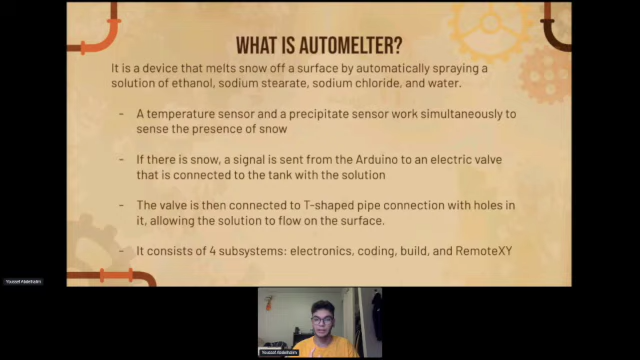 WHAT IS AUTOMELTER?
It is a device that melts snow off a surface by automatically spraying a
solution of ethanol, sodium stearate, sodium chloride, and water.
- A temperature sensor and a precipitate sensor work simultaneously to
sense the presence of snow
- If there is snow, a signal is sent from the Arduino to an electric valve
that is connected to the tank with the solution
- The valve is then connected to T-shaped pipe connection with holes in
it, allowing the solution to flow on the surface.
- It consists of 4 subsystems: electronics, coding, build, and RemoteXY
Youssef Abdelhalim
Youssef Abdelhalim